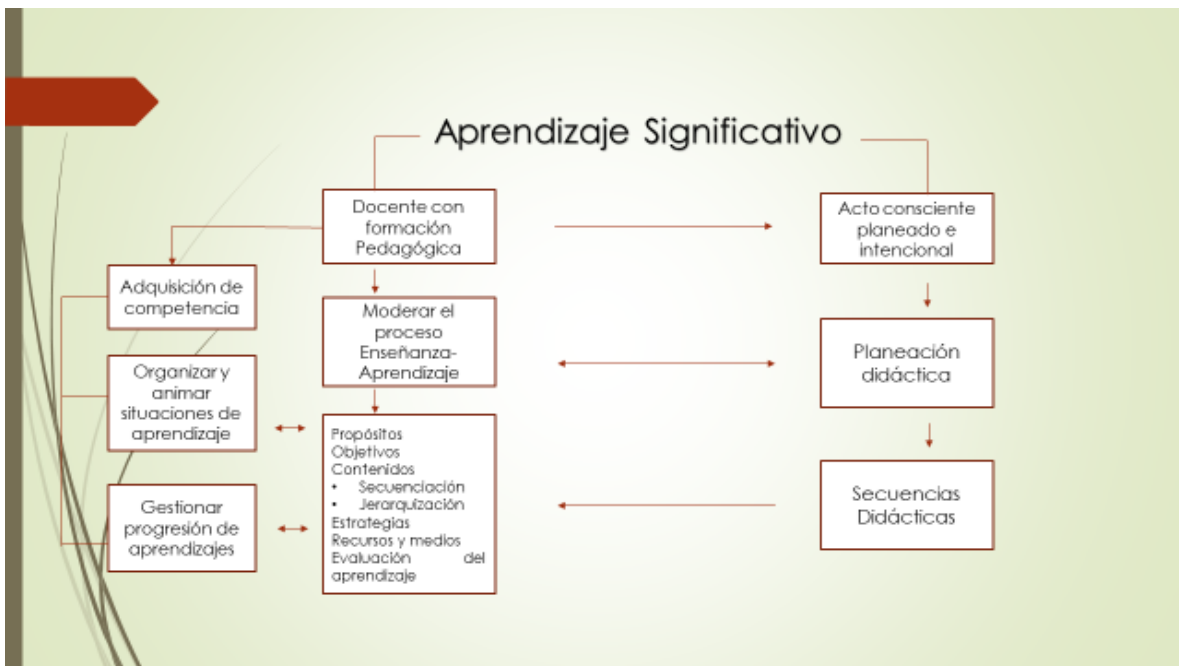 Aprendizaje Significativo
Docente con
formación
Pedagógica
Acto consciente
planeado e
intencional
Adquisición de
competencia
Moderar el
proceso
Enseñanza-
Aprendizaje
Planeación
didáctica
Organizar y
animar
situaciones de
aprendizaje
Propósitos
Objetivos
Contenidos
• Secuenciación
• Jerarquización
Estrategias
Recursos y medios
Evaluación del
aprendizaje
Secuencias
Didácticas
Gestionar
progresión de
aprendizajes